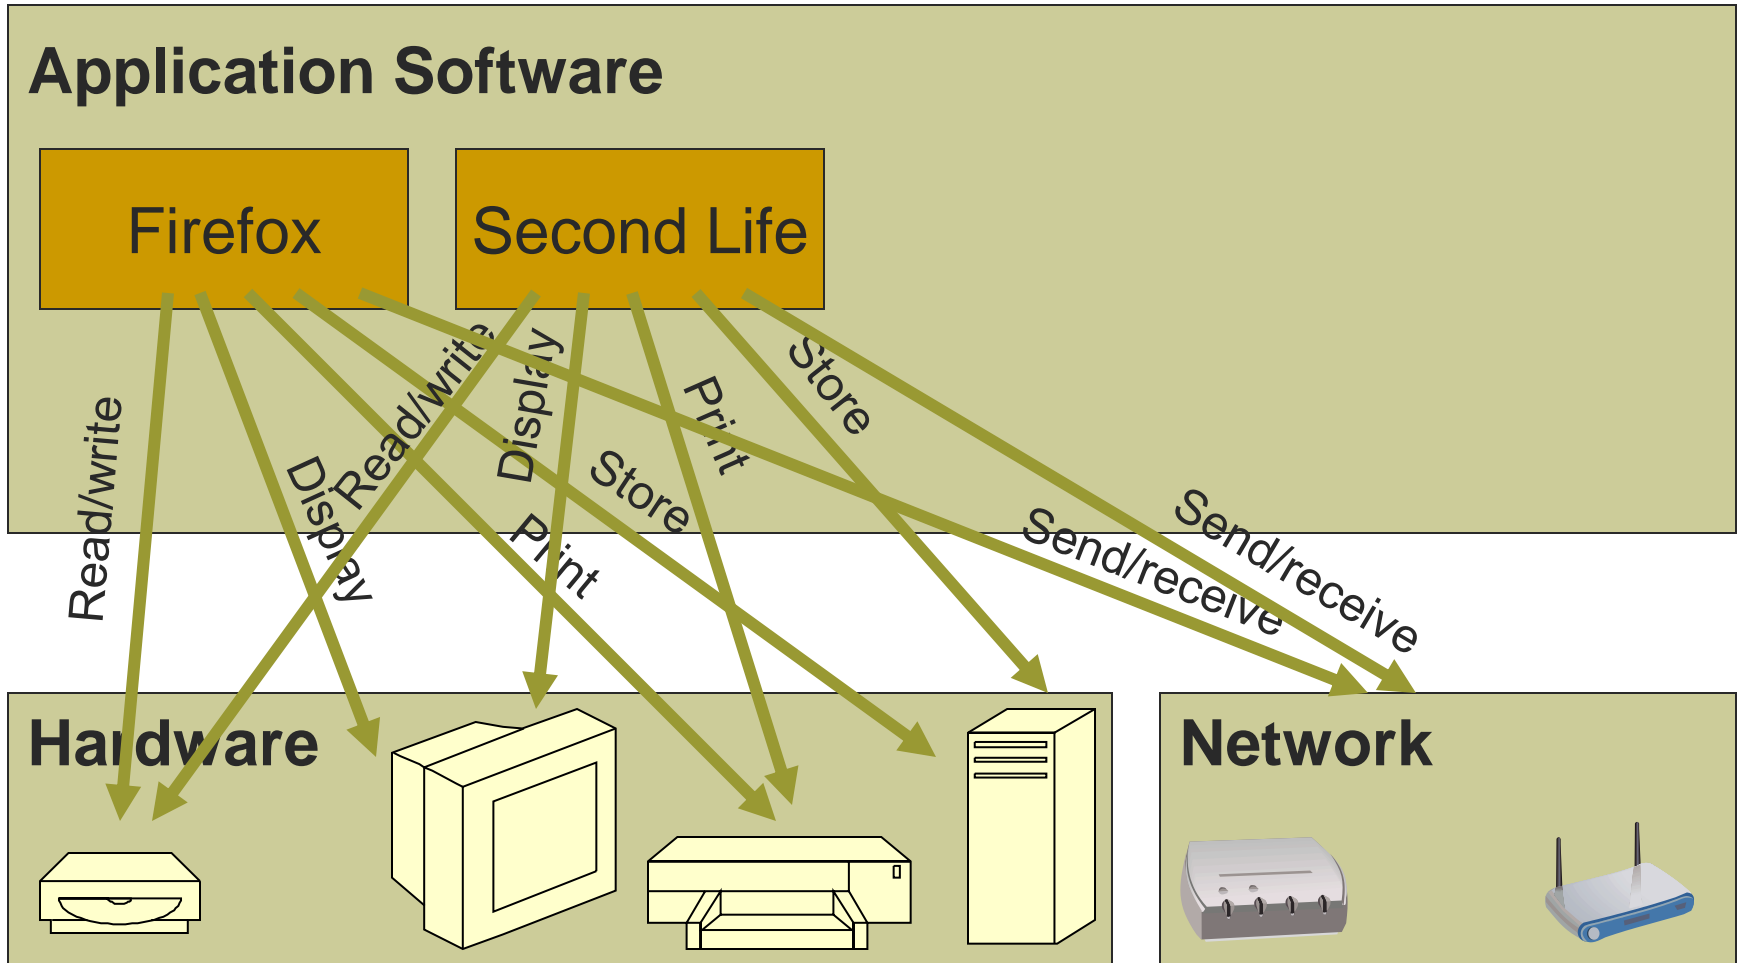 Application Software
Firefox
Second Life
Read/write
Display
Read/write
Print
Display
Store
Print
Store
Send/receive
Send/receive
Hardware
Network